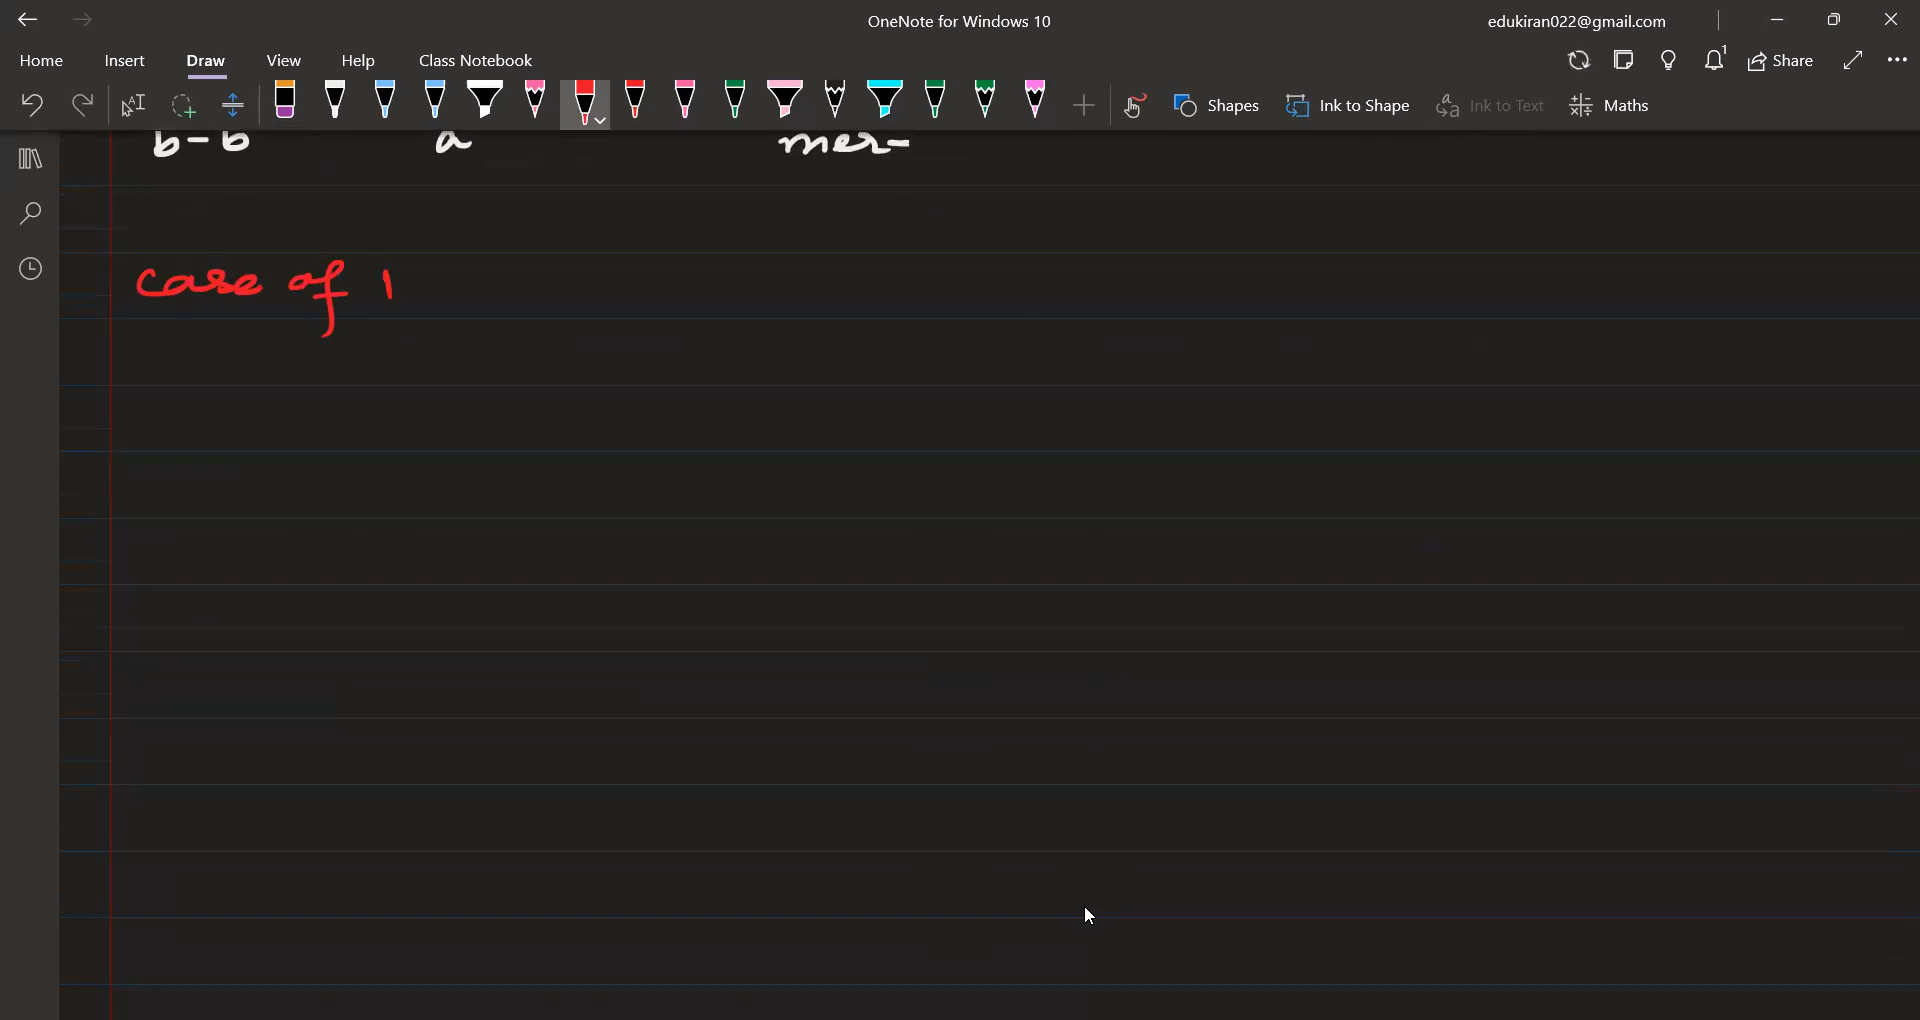 OneNote for Windows 10 edukiran022@gmail.com
Home Insert Draw View Help Class Notebook 1 Share
Shapes Ink to Shape Ink to Text Maths
b-b a mer-
case of 1